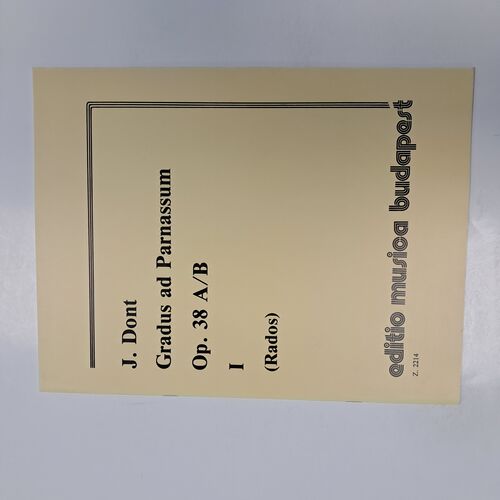 J. Dont
Gradus ad Parnassum
Op. 38 A/B
I
(Rados)
editio musica budapest
Z. 2214